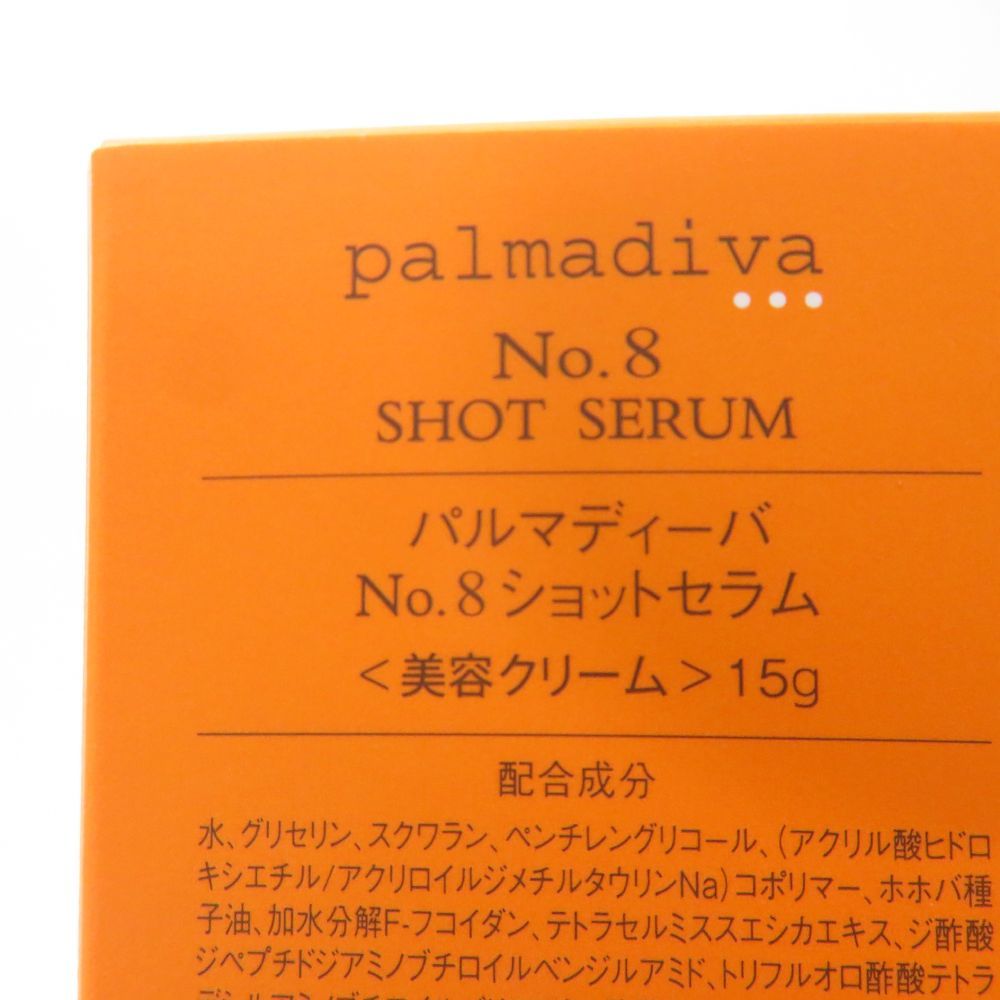 palmadiva
No.8
SHOT SERUM
パルマディーバ
No.8ショットセラム
<美容クリーム>15g
配合成分
水、グリセリン、スクワラン、ペンチレングリコール、(アクリル酸ヒドロ
キシエチル/アクリロイルジメチルタウリンNa)コポリマー、ホホバ種
子油、加水分解F-フコイダン、テトラセルミススエシカエキス、ジ酢酸
ジペプチドジアミノブチロイルベンジルアミド、トリフルオロ酢酸テトラ